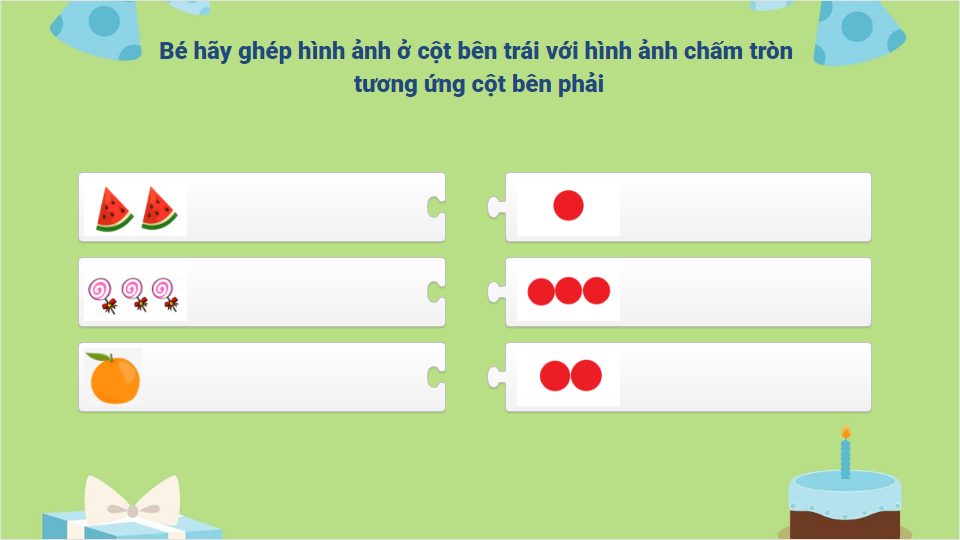 Bé hãy ghép hình ảnh ở cột bên trái với hình ảnh chấm tròn
tương ứng cột bên phải